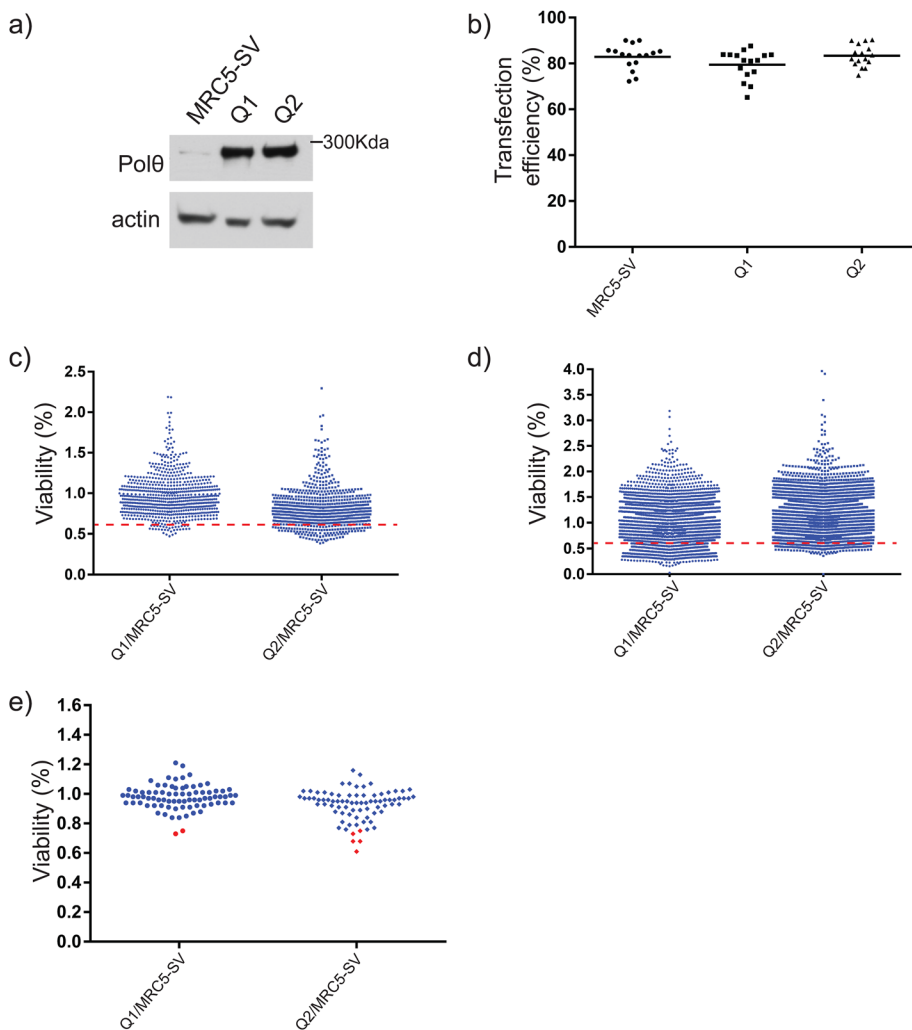 a)
MRC5-SV
Q1
Q2
300Kda
Polθ
actin
b)
Transfection
efficiency (%)
100
80
60
40
20
0
MRC5-SV
Q1
Q2
c)
Viability (%)
2.5
2.0
1.5
1.0
0.5
0.0
Q1/MRC5-SV
Q2/MRC5-SV
d)
Viability (%)
4.0
3.5
3.0
2.5
2.0
1.5
1.0
0.5
0.0
Q1/MRC5-SV
Q2/MRC5-SV
e)
Viability (%)
1.6
1.4
1.2
1.0
0.8
0.6
0.4
0.2
0.0
Q1/MRC5-SV
Q2/MRC5-SV